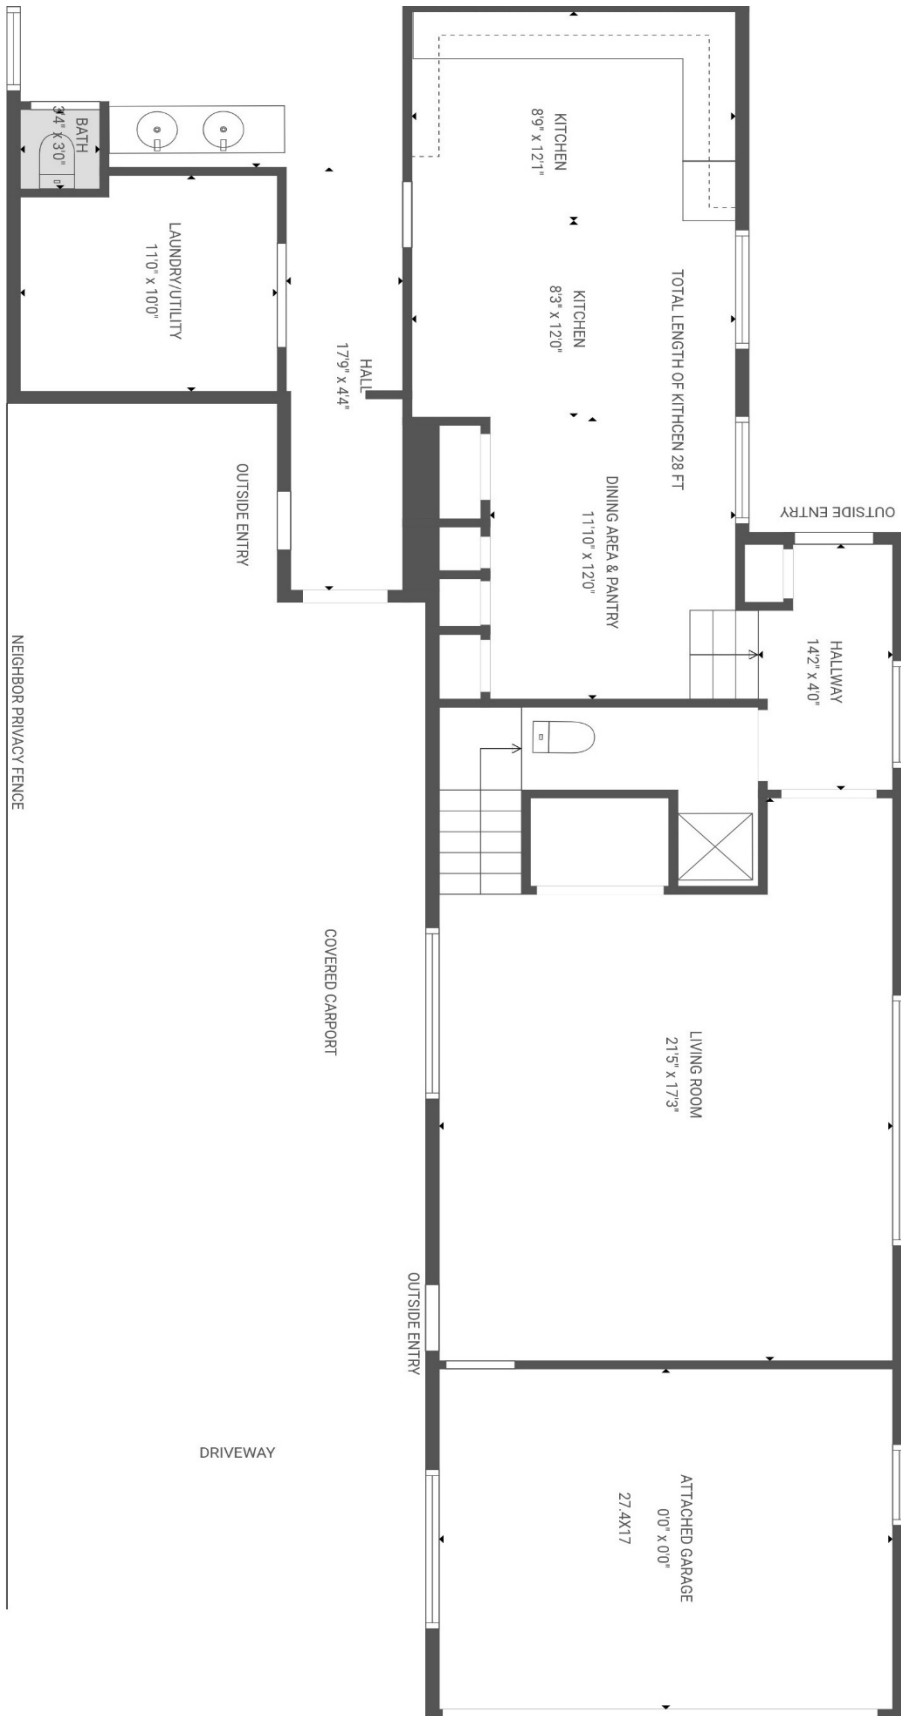 BATH
3'4" x 3'0"
KITCHEN
8'9" x 12'1"
LAUNDRY/UTILITY
11'0" x 10'0"
KITCHEN
8'3" x 12'0"
TOTAL LENGTH OF KITHCEN 28 FT
HALL
17'9" x 4'4"
OUTSIDE ENTRY
DINING AREA & PANTRY
11'10" x 12'0"
OUTSIDE ENTRY
HALLWAY
14'2" x 4'0"
NEIGHBOR PRIVACY FENCE
COVERED CARPORT
LIVING ROOM
21'5" x 17'3"
OUTSIDE ENTRY
DRIVEWAY
ATTACHED GARAGE
0'0" x 0'0"
27.4X17